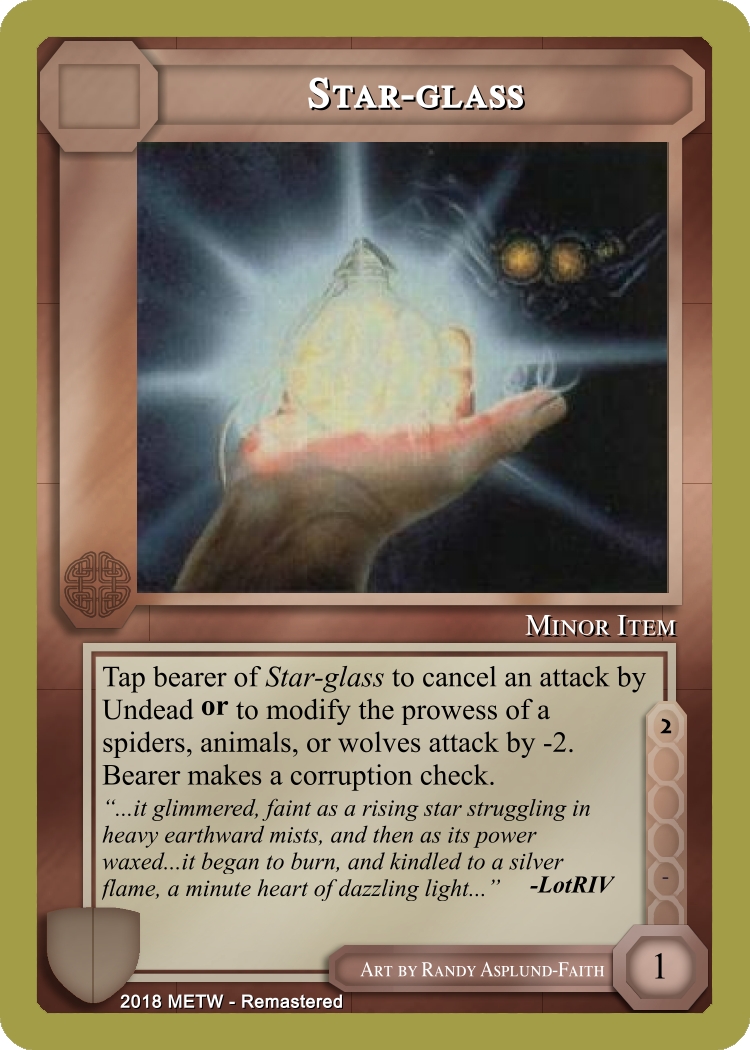 STAR-GLASS
MINOR ITEM
Tap bearer of Star-glass to cancel an attack by
Undead or to modify the prowess of a
spiders, animals, or wolves attack by -2.
Bearer makes a corruption check.
“...it glimmered, faint as a rising star struggling in
heavy earthward mists, and then as its power
waxed...it began to burn, and kindled to a silver
flame, a minute heart of dazzling light...” -LotRIV
2
-
1
ART BY RANDY ASPLUND-FAITH
2018 METW - Remastered